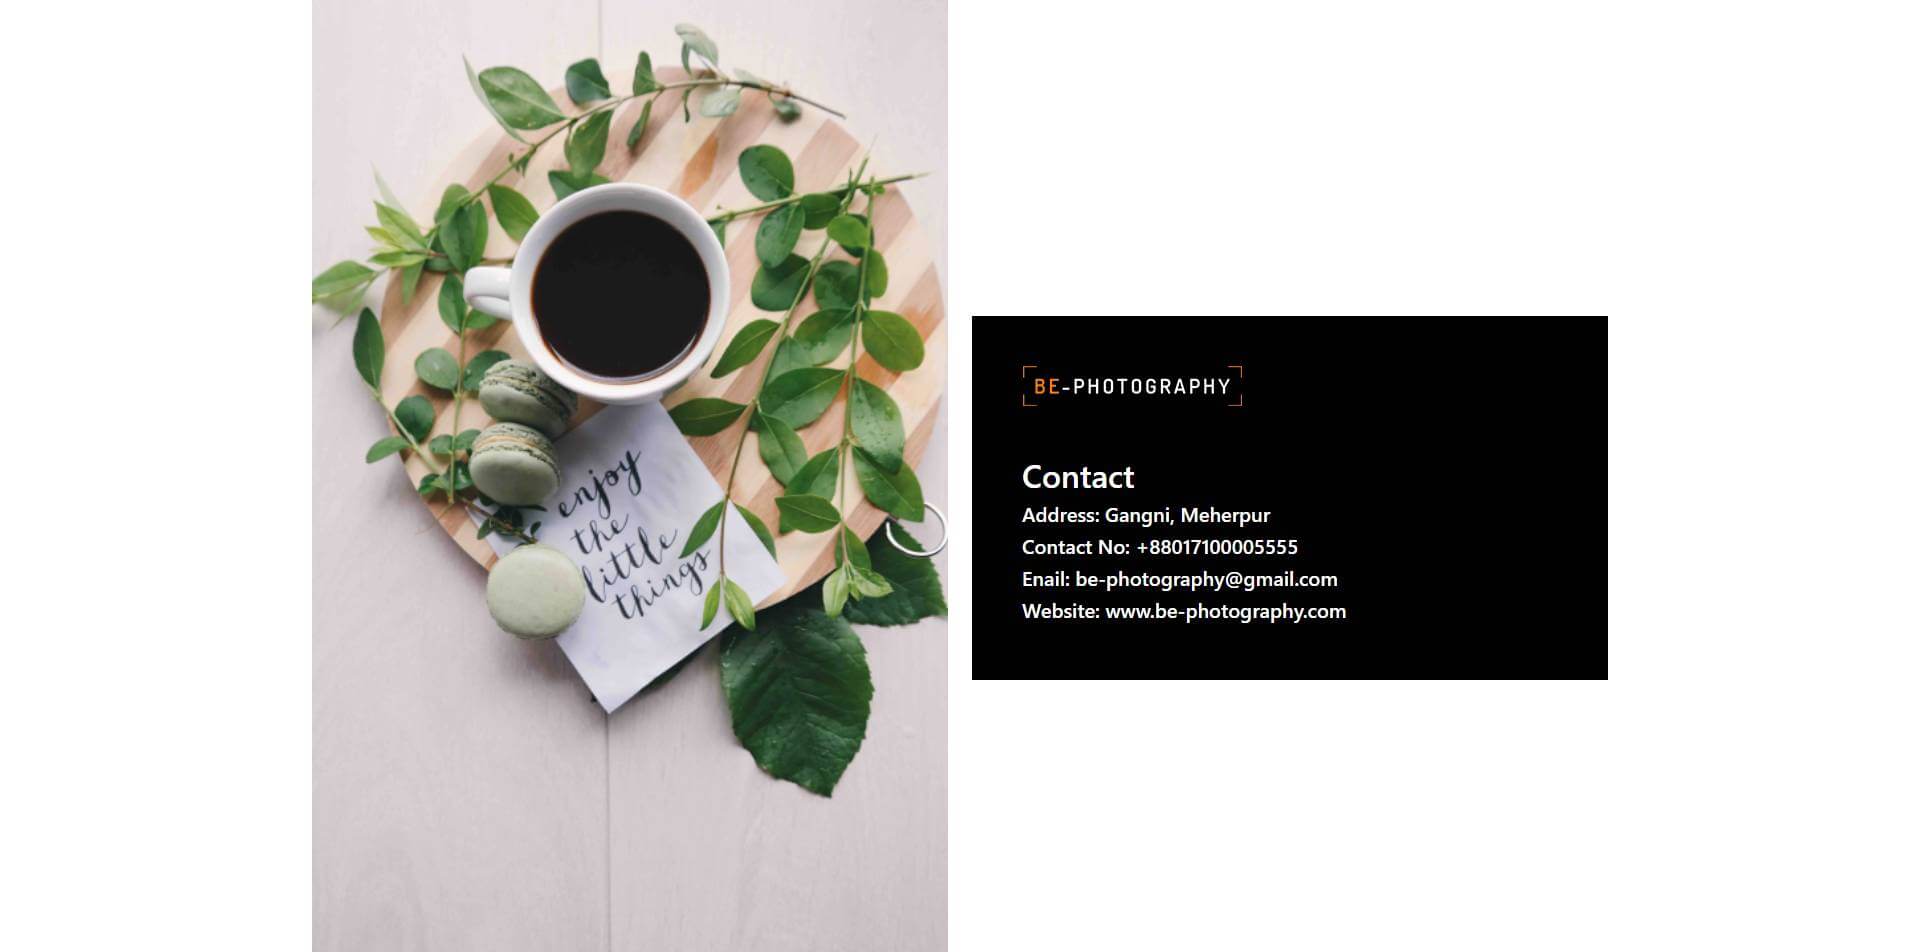 enjoy
the
little
things
BE-PHOTOGRAPHY
Contact
Address: Gangni, Meherpur
Contact No: +88017100005555
Enail: be-photography@gmail.com
Website: www.be-photography.com